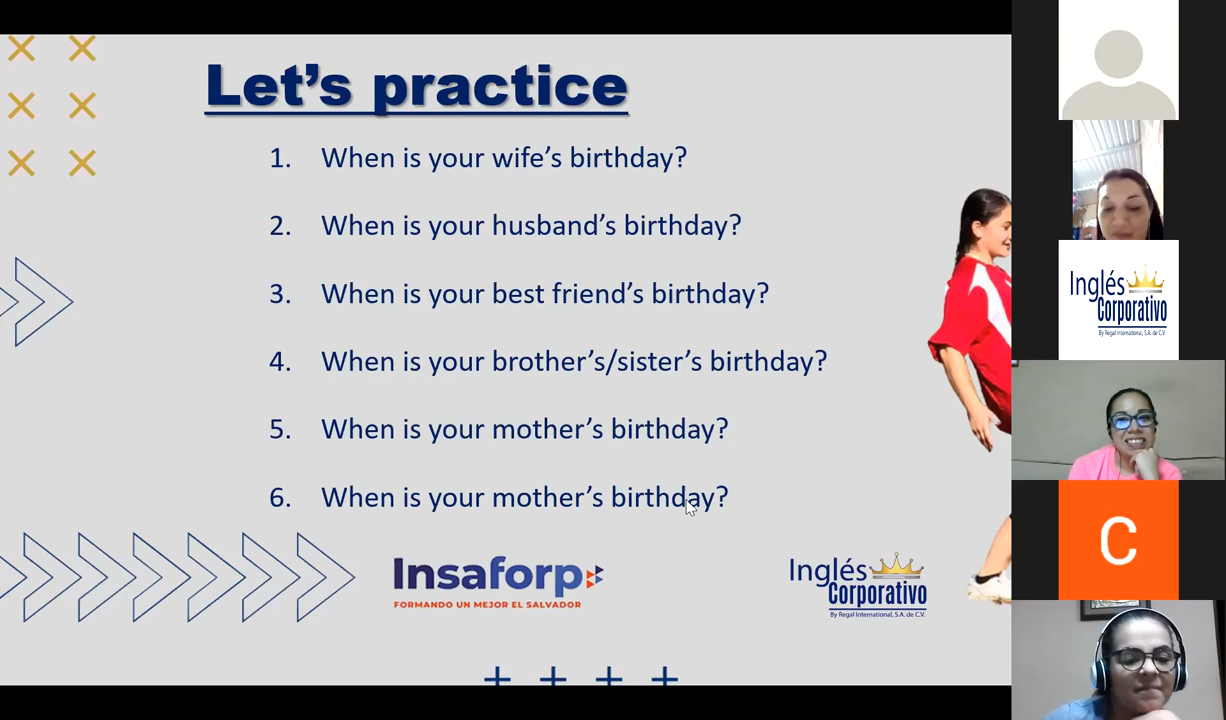 Let's practice
1. When is your wife's birthday?
2. When is your husband's birthday?
3. When is your best friend's birthday?
4. When is your brother's/sister's birthday?
5. When is your mother's birthday?
6. When is your mother's birthday?
Insaforp
FORMANDO UN MEJOR EL SALVADOR
Inglés
Corporativo
By Regal International, S.A. de C.V.
Inglés
Corporativo
By Regal International, S.A. de C.V.
C